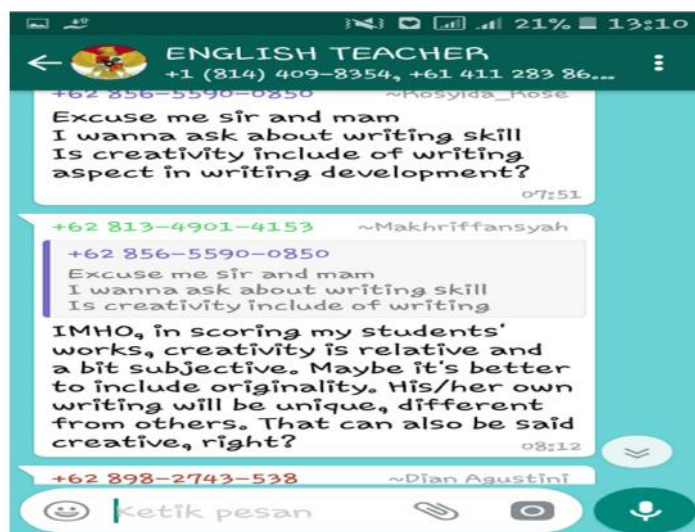 21% 13:10
ENGLISH TEACHER
+1 (814) 409-8354, +61 411 283 86...
+62 856-5590-0850 ~Rosyida_Rose
Excuse me sir and mam
I wanna ask about writing skill
Is creativity include of writing
aspect in writing development?
07:51
+62 813-4901-4153 ~Makhriffansyah
+62 856-5590-0850
Excuse me sir and mam
I wanna ask about writing skill
Is creativity include of writing
IMHO, in scoring my students'
works, creativity is relative and
a bit subjective. Maybe it's better
to include originality. His/her own
writing will be unique, different
from others. That can also be said
creative, right?
08:12
+62 898-2743-538 ~Dian Agustini
Ketik pesan